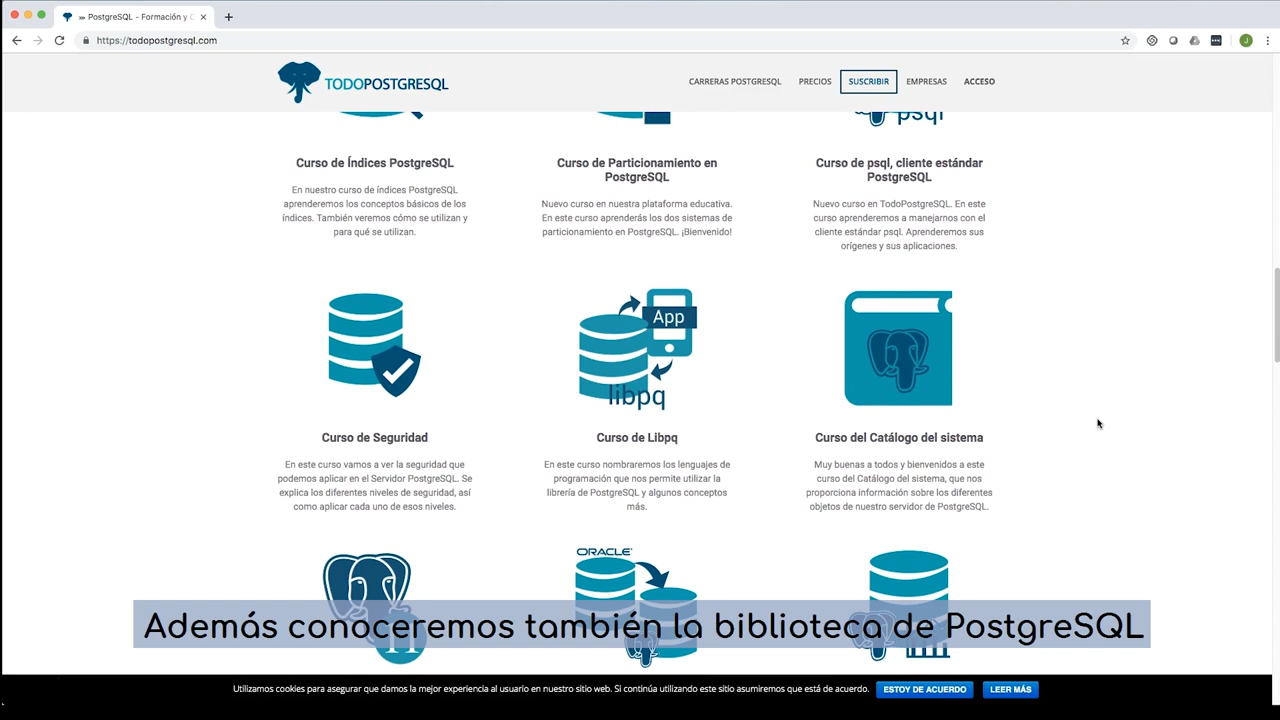 » PostgreSQL - Formación y C
https://todopostgresql.com
J
TODOPOSTGRESQL
CARRERAS POSTGRESQL
PRECIOS
SUSCRIBIR
EMPRESAS
ACCESO
psql
Curso de Índices PostgreSQL
En nuestro curso de índices PostgreSQL
aprenderemos los conceptos básicos de los
índices. También veremos cómo se utilizan y
para qué se utilizan.
Curso de Particionamiento en
PostgreSQL
Nuevo curso en nuestra plataforma educativa.
En este curso aprenderás los dos sistemas de
particionamiento en PostgreSQL. ¡Bienvenido!
Curso de psql, cliente estándar
PostgreSQL
Nuevo curso en TodoPostgreSQL. En este
curso aprenderemos a manejarnos con el
cliente estándar psql. Aprenderemos sus
orígenes y sus aplicaciones.
App
libpq
Curso de Seguridad
En este curso vamos a ver la seguridad que
podemos aplicar en el Servidor PostgreSQL. Se
explica los diferentes niveles de seguridad, así
como aplicar cada uno de esos niveles.
Curso de Libpq
En este curso nombraremos los lenguajes de
programación que nos permite utilizar la
librería de PostgreSQL y algunos conceptos
más.
Curso del Catálogo del sistema
Muy buenas a todos y bienvenidos a este
curso del Catálogo del sistema, que nos
proporciona información sobre los diferentes
objetos de nuestro servidor de PostgreSQL.
ORACLE
11
Además conoceremos también la biblioteca de PostgreSQL
Utilizamos cookies para asegurar que damos la mejor experiencia al usuario en nuestro sitio web. Si continúa utilizando este sitio asumiremos que está de acuerdo.
ESTOY DE ACUERDO
LEER MÁS